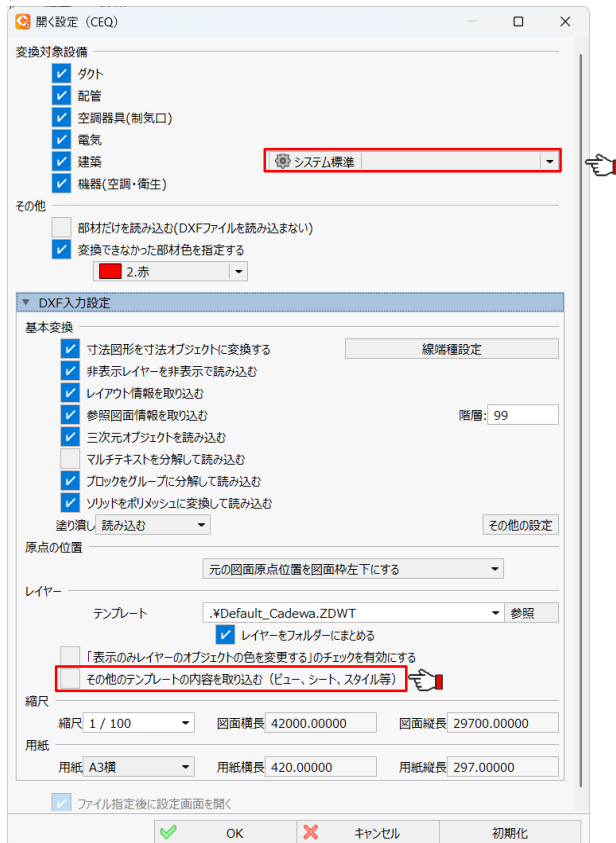 開く設定（CEQ）
変換対象設備
ダクト
配管
空調器具(制気口)
電気
建築
システム標準
機器(空調・衛生)
その他
部材だけを読み込む(DXFファイルを読み込まない)
変換できなかった部材色を指定する
2.赤
DXF入力設定
基本変換
寸法図形を寸法オブジェクトに変換する
線端種設定
非表示レイヤーを非表示で読み込む
レイアウト情報を取り込む
参照図面情報を取り込む
階層: 99
三次元オブジェクトを読み込む
マルチテキストを分解して読み込む
ブロックをグループに分解して読み込む
ソリッドをポリメッシュに変換して読み込む
塗り潰し 読み込む
その他の設定
原点の位置
元の図面原点位置を図面枠左下にする
レイヤー
テンプレート .¥Default_Cadewa.ZDWT 参照
レイヤーをフォルダーにまとめる
「表示のみレイヤーのオブジェクトの色を変更する」のチェックを有効にする
その他のテンプレートの内容を取り込む（ビュー、シート、スタイル等）
縮尺
縮尺 1 / 100 図面横長 42000.00000 図面縦長 29700.00000
用紙
用紙 A3横 用紙横長 420.00000 用紙縦長 297.00000
ファイル指定後に設定画面を開く
OK キャンセル 初期化